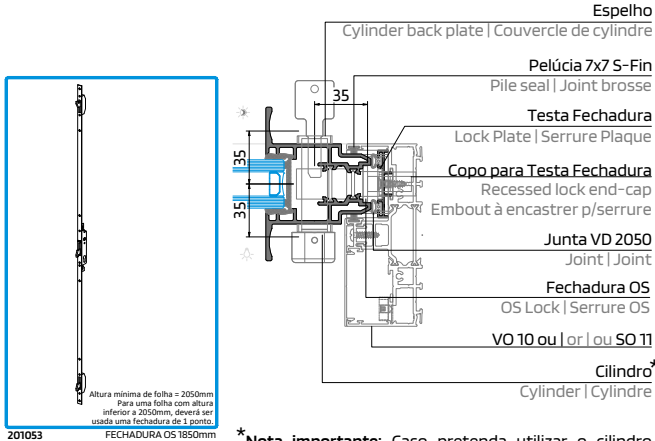 Espelho
Cylinder back plate | Couvercle de cylindre
Pelúcia 7x7 S-Fin
Pile seal | Joint brosse
35
Testa Fechadura
Lock Plate | Serrure Plaque
35
Copo para Testa Fechadura
Recessed lock end-cap
Embout à encastrer p/serrure
35
Junta VD 2050
Joint | Joint
Fechadura OS
OS Lock | Serrure OS
VO 10 ou | or | ou SO 11
Cilindro*
Cylinder | Cylindre
Altura mínima de folha = 2050mm
Para uma folha com altura
inferior a 2050mm, deverá ser
usada uma fechadura de 1 ponto.
201053 FECHADURA OS 1850mm
*Nota importante: Caso pretenda utilizar o cilindro